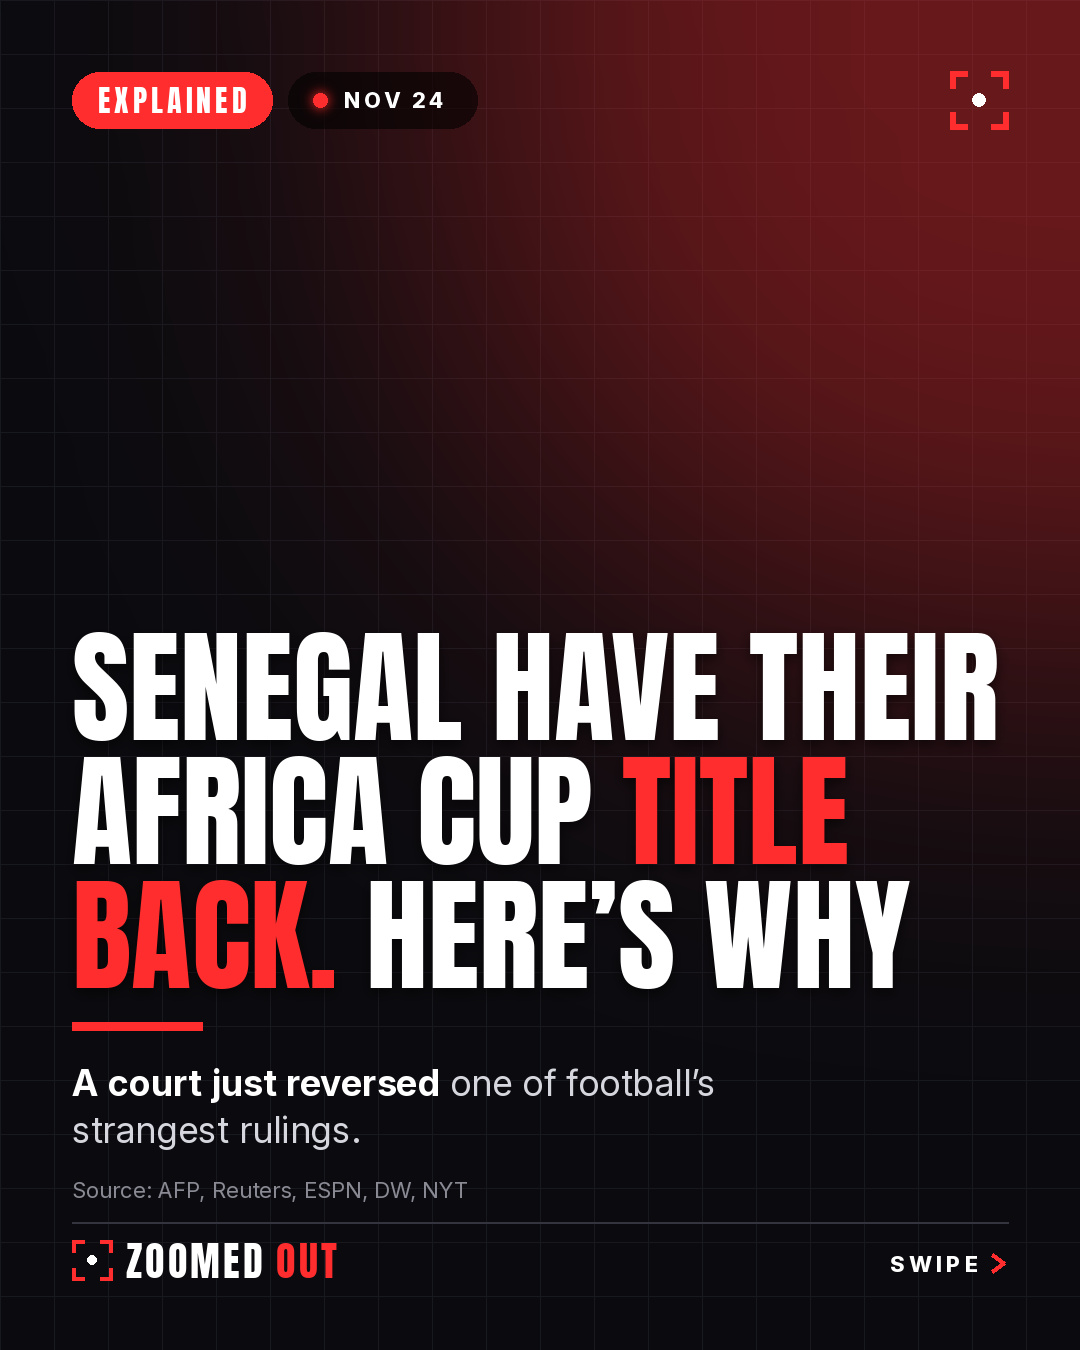 EXPLAINED
NOV 24
SENEGAL HAVE THEIR
AFRICA CUP TITLE
BACK. HERE’S WHY
A court just reversed one of football’s
strangest rulings.
Source: AFP, Reuters, ESPN, DW, NYT
ZOOMED OUT
SWIPE